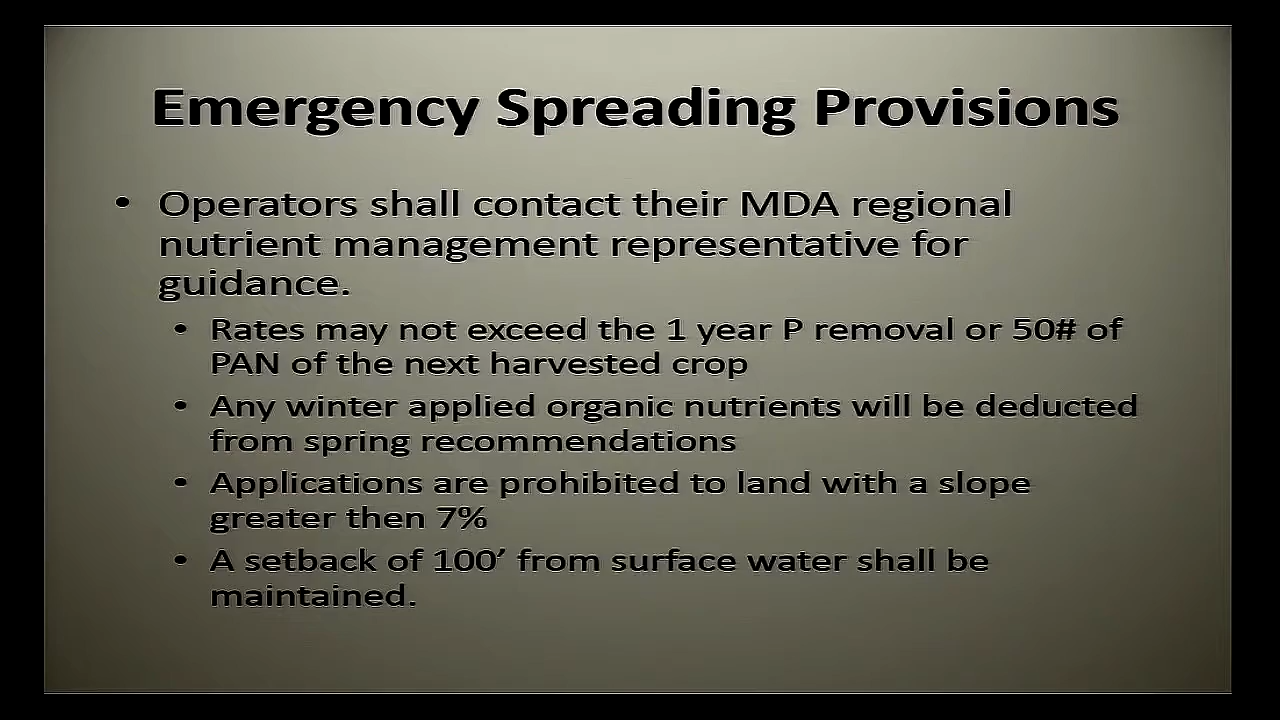 Emergency Spreading Provisions
• Operators shall contact their MDA regional
nutrient management representative for
guidance.
• Rates may not exceed the 1 year P removal or 50# of
PAN of the next harvested crop
• Any winter applied organic nutrients will be deducted
from spring recommendations
• Applications are prohibited to land with a slope
greater then 7%
• A setback of 100’ from surface water shall be
maintained.